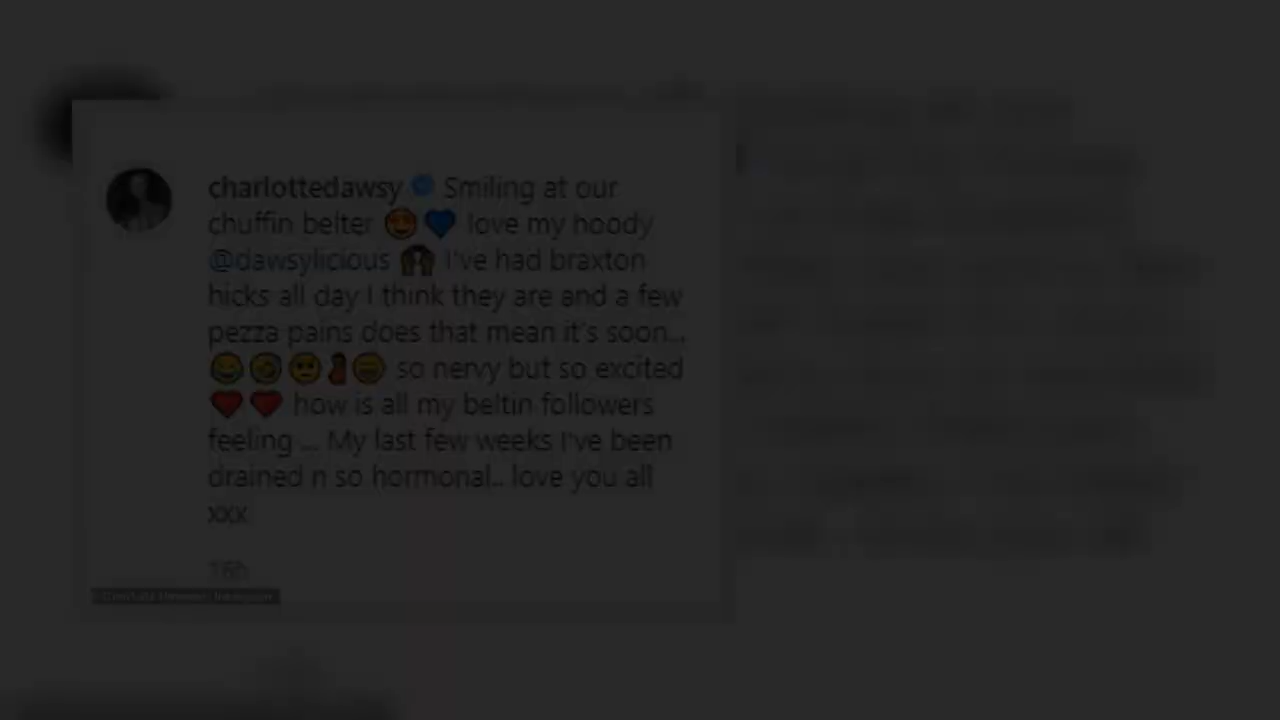 charlottedawsy Smiling at our
chuffin belter 🤩💙 love my hoody
@dawsylicious 🙌 I've had braxton
hicks all day I think they are and a few
pezza pains does that mean it's soon..
so nervy but so excited
❤️❤️ how is all my beltin followers
feeling ... My last few weeks I've been
drained n so hormonal.. love you all
xxx
16h